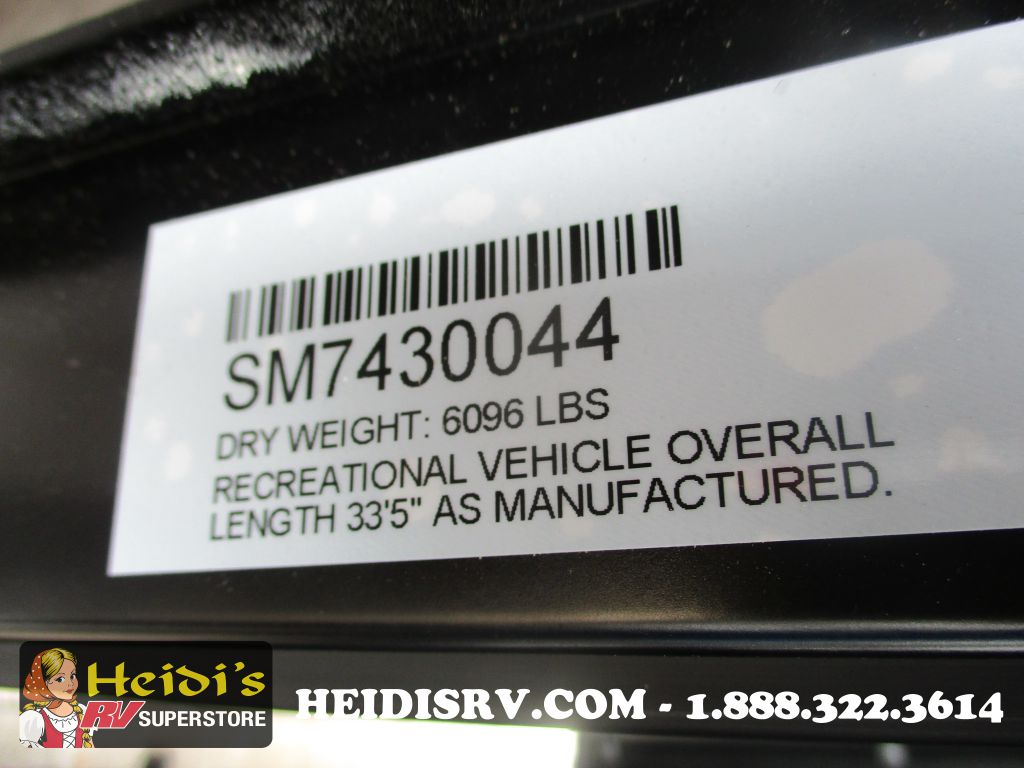 SM7430044
DRY WEIGHT: 6096 LBS
RECREATIONAL VEHICLE OVERALL
LENGTH 33'5" AS MANUFACTURED.
Heidi's
RV SUPERSTORE
HEIDISRV.COM - 1.888.322.3614